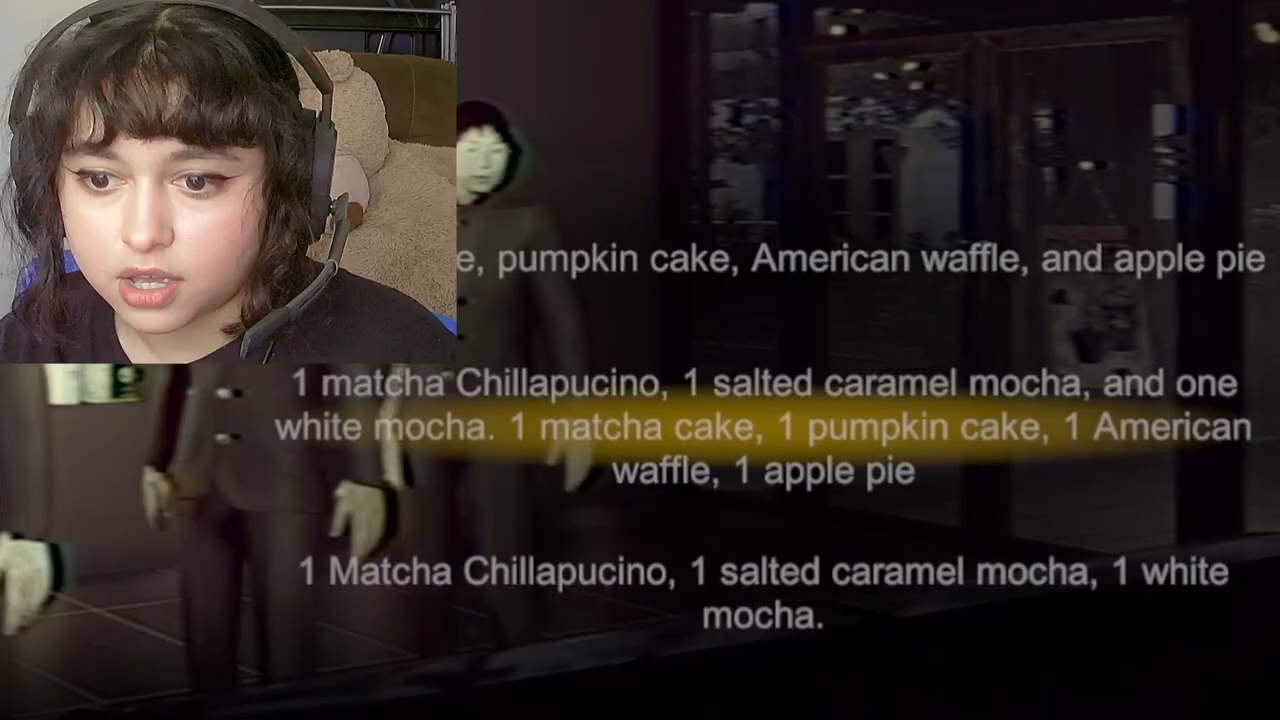 e, pumpkin cake, American waffle, and apple pie
1 matcha Chillapucino, 1 salted caramel mocha, and one
white mocha. 1 matcha cake, 1 pumpkin cake, 1 American
waffle, 1 apple pie
1 Matcha Chillapucino, 1 salted caramel mocha, 1 white
mocha.